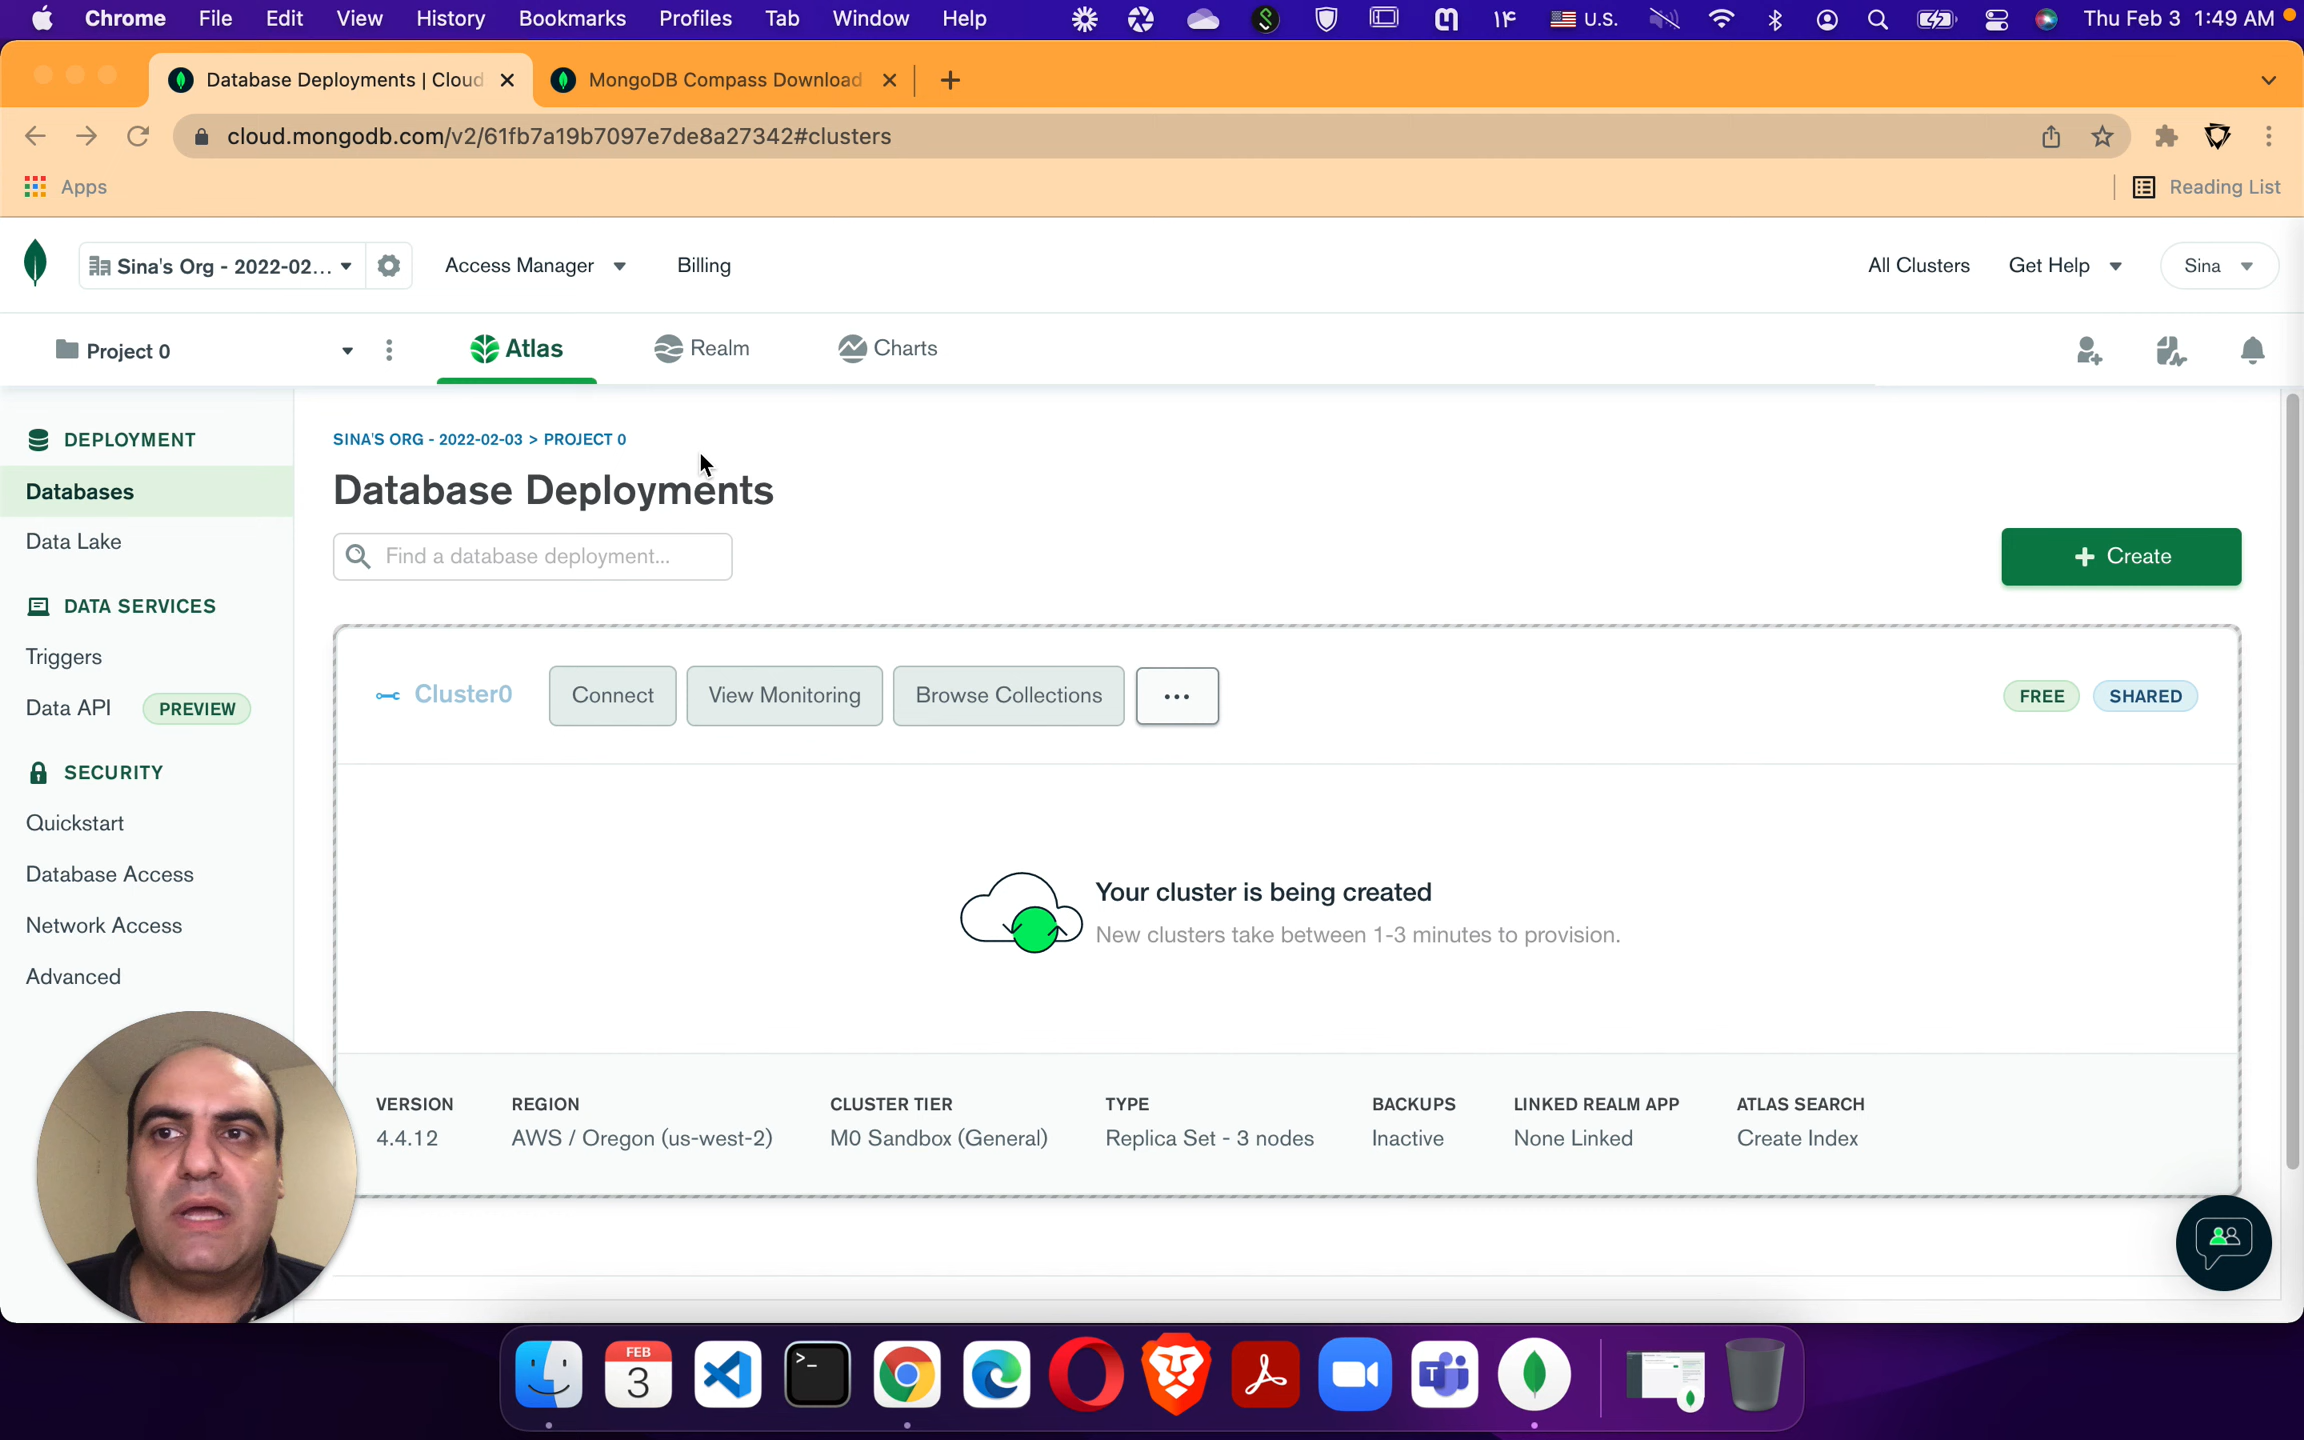 Chrome File Edit View History Bookmarks Profiles Tab Window Help ۱۴ U.S. Thu Feb 3 1:49 AM
Database Deployments | Cloud MongoDB Compass Download
cloud.mongodb.com/v2/61fb7a19b7097e7de8a27342#clusters
Apps Reading List
Sina's Org - 2022-02... Access Manager Billing All Clusters Get Help Sina
Project 0 Atlas Realm Charts
DEPLOYMENT
Databases
Data Lake
DATA SERVICES
Triggers
Data API PREVIEW
SECURITY
Quickstart
Database Access
Network Access
Advanced
SINA'S ORG - 2022-02-03 > PROJECT 0
Database Deployments
Find a database deployment...
+ Create
Cluster0 Connect View Monitoring Browse Collections ... FREE SHARED
Your cluster is being created
New clusters take between 1-3 minutes to provision.
VERSION REGION CLUSTER TIER TYPE BACKUPS LINKED REALM APP ATLAS SEARCH
4.4.12 AWS / Oregon (us-west-2) M0 Sandbox (General) Replica Set - 3 nodes Inactive None Linked Create Index
FEB
3